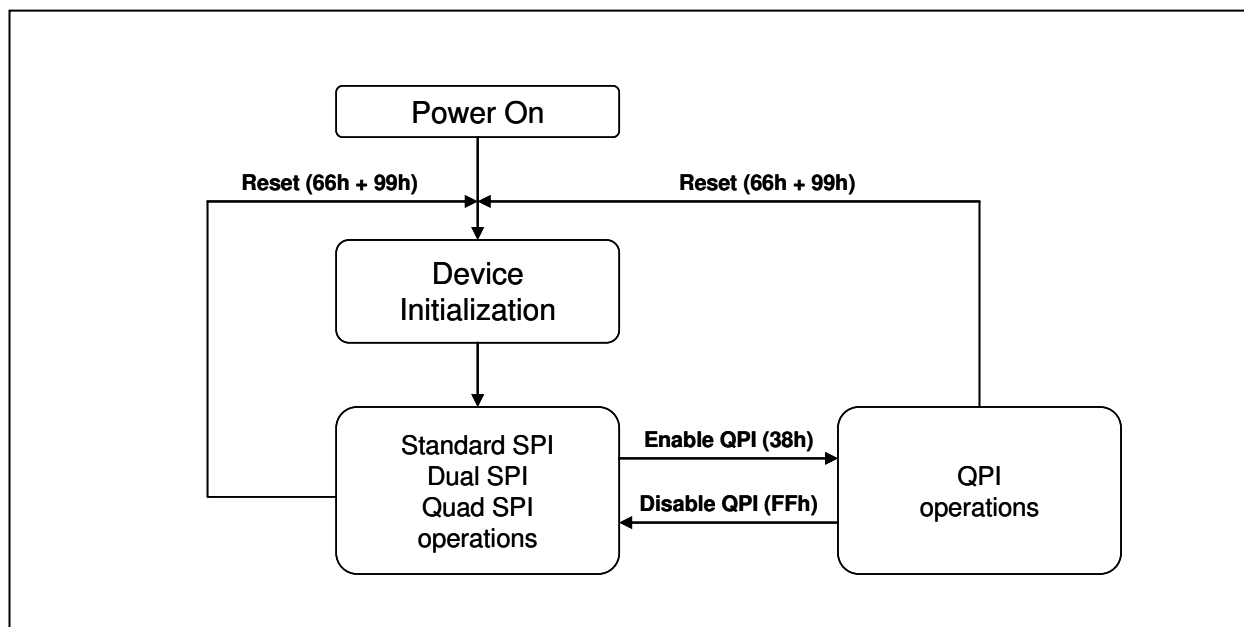 Power On
Reset (66h + 99h)
Reset (66h + 99h)
Device
Initialization
Standard SPI
Dual SPI
Quad SPI
operations
Enable QPI (38h)
Disable QPI (FFh)
QPI
operations